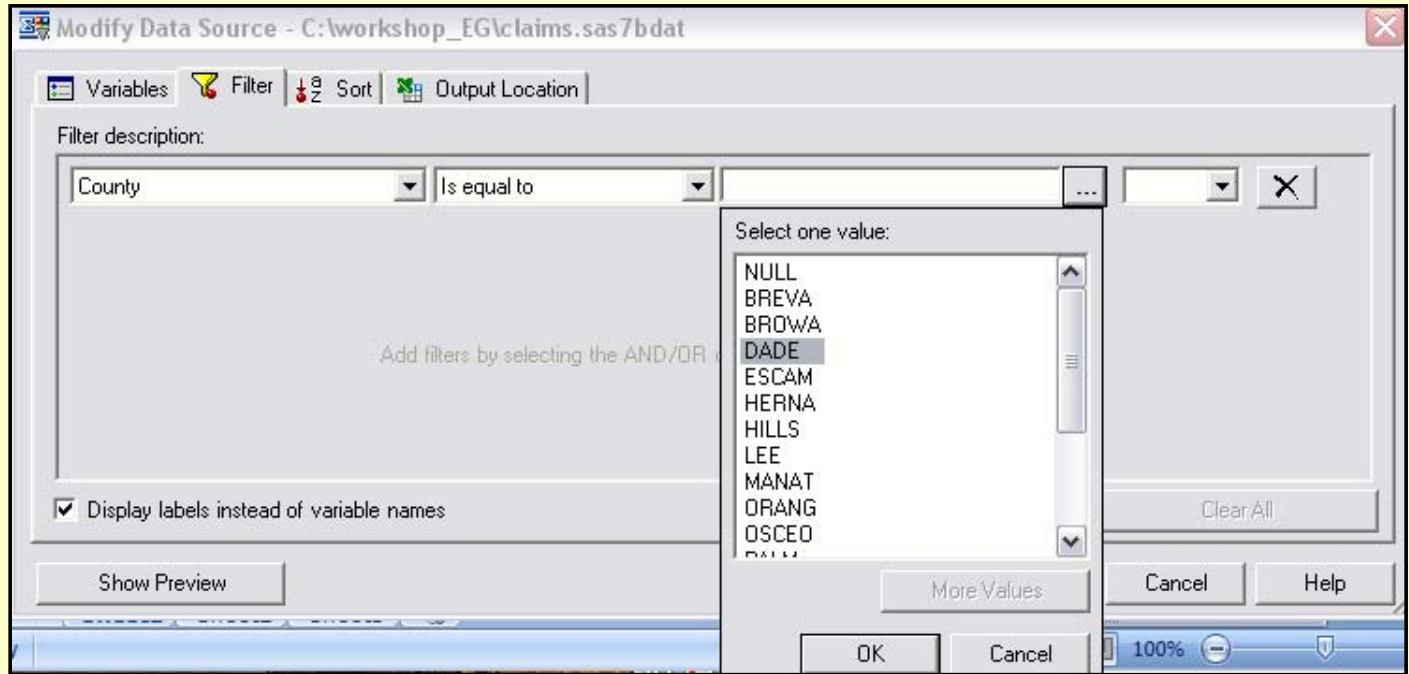 Modify Data Source - C:\workshop_EG\claims.sas7bdat
Variables Filter Sort Output Location
Filter description:
County Is equal to ...
Select one value:
NULL
BREVA
BROWA
DADE
Add filters by selecting the AND/OR
ESCAM
HERNA
HILLS
LEE
MANAT
ORANG
OSCEO
Display labels instead of variable names
Clear All
Show Preview
More Values
Cancel Help
OK Cancel
100%